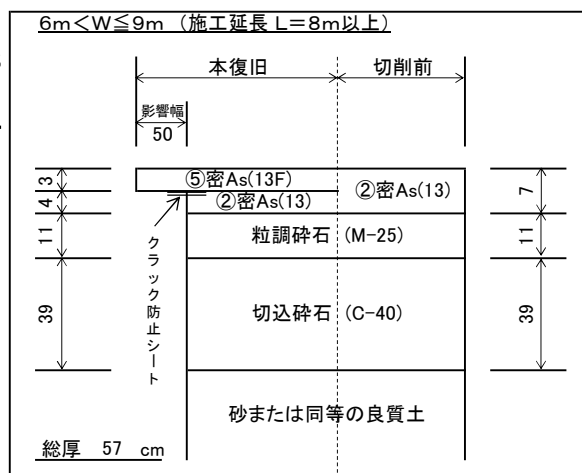 6m<W≦9m (施工延長 L=8m以上)
本復旧 切削前
影響幅
50
⑤密As(13F)
②密As(13) ②密As(13)
粒調砕石 (M-25)
切込砕石 (C-40)
砂または同等の良質土
クラック防止シート
3
4
11
39
7
11
39
総厚 57 cm